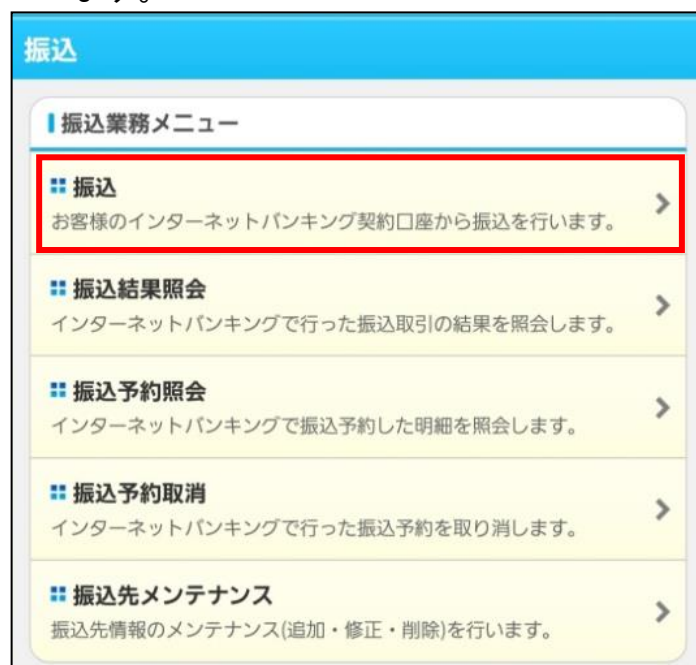 振込
振込業務メニュー
振込
お客様のインターネットバンキング契約口座から振込を行います。
振込結果照会
インターネットバンキングで行った振込取引の結果を照会します。
振込予約照会
インターネットバンキングで振込予約した明細を照会します。
振込予約取消
インターネットバンキングで行った振込予約を取り消します。
振込先メンテナンス
振込先情報のメンテナンス(追加・修正・削除)を行います。